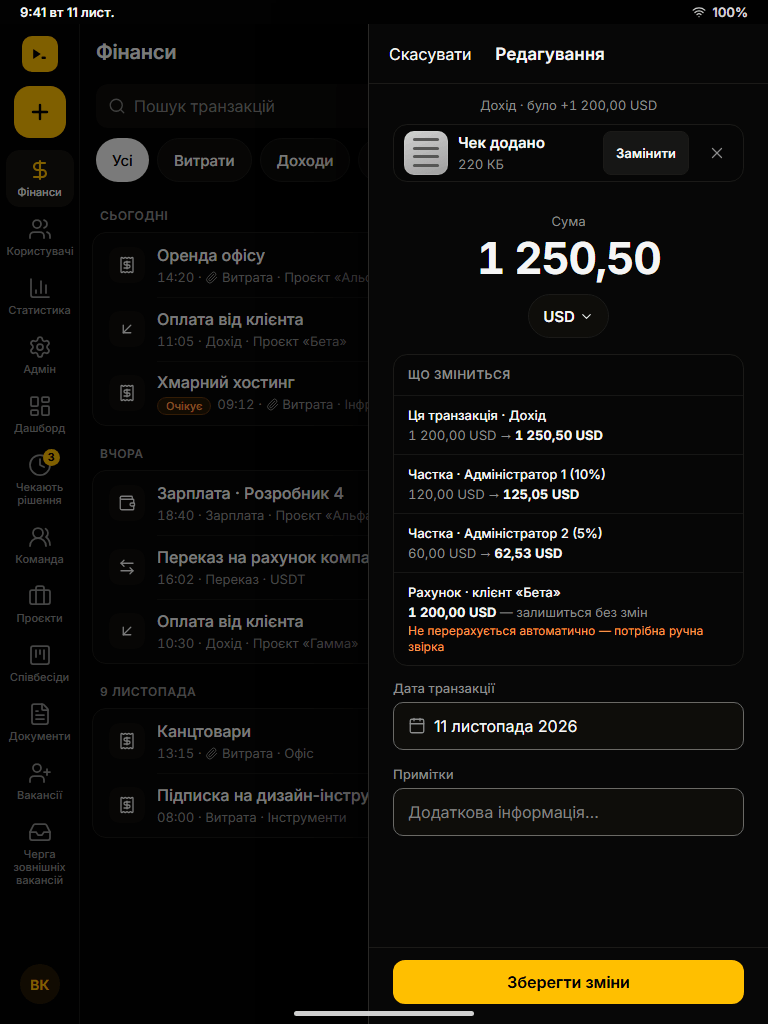 9:41 вт 11 лист.
100%
Фінанси
Користувачі
Статистика
Адмін
Дашборд
3
Чекають
рішення
Команда
Проєкти
Співбесіди
Документи
Вакансії
Черга
зовнішніх
вакансій
ВК
Фінанси
Пошук транзакцій
Усі
Витрати
Доходи
СЬОГОДНІ
Оренда офісу
14:20 · Витрата · Проєкт «Аль
Оплата від клієнта
11:05 · Дохід · Проєкт «Бета»
Хмарний хостинг
Очікує 09:12 · Витрата · Інф
ВЧОРА
Зарплата · Розробник 4
18:40 · Зарплата · Проєкт «Альфа
Переказ на рахунок компа
16:02 · Переказ · USDT
Оплата від клієнта
10:30 · Дохід · Проєкт «Гамма»
9 ЛИСТОПАДА
Канцтовари
13:15 · Витрата · Офіс
Підписка на дизайн-інстру
08:00 · Витрата · Інструменти
Скасувати
Редагування
Дохід · було +1 200,00 USD
Чек додано
220 КБ
Замінити
Сума
1 250,50
USD
ЩО ЗМІНИТЬСЯ
Ця транзакція · Дохід
1 200,00 USD → 1 250,50 USD
Частка · Адміністратор 1 (10%)
120,00 USD → 125,05 USD
Частка · Адміністратор 2 (5%)
60,00 USD → 62,53 USD
Рахунок · клієнт «Бета»
1 200,00 USD — залишиться без змін
Не перерахується автоматично — потрібна ручна
звірка
Дата транзакції
11 листопада 2026
Примітки
Додаткова інформація...
Зберегти зміни